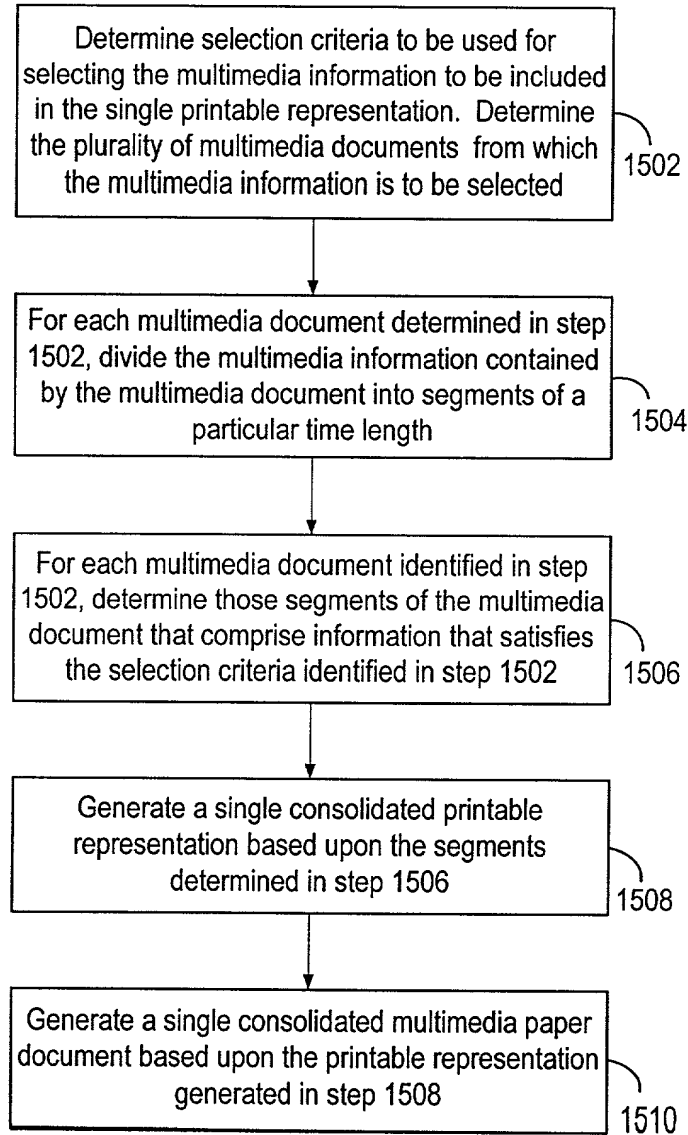 Determine selection criteria to be used for
selecting the multimedia information to be included
in the single printable representation. Determine
the plurality of multimedia documents from which
the multimedia information is to be selected
1502
For each multimedia document determined in step
1502, divide the multimedia information contained
by the multimedia document into segments of a
particular time length
1504
For each multimedia document identified in step
1502, determine those segments of the multimedia
document that comprise information that satisfies
the selection criteria identified in step 1502
1506
Generate a single consolidated printable
representation based upon the segments
determined in step 1506
1508
Generate a single consolidated multimedia paper
document based upon the printable representation
generated in step 1508
1510